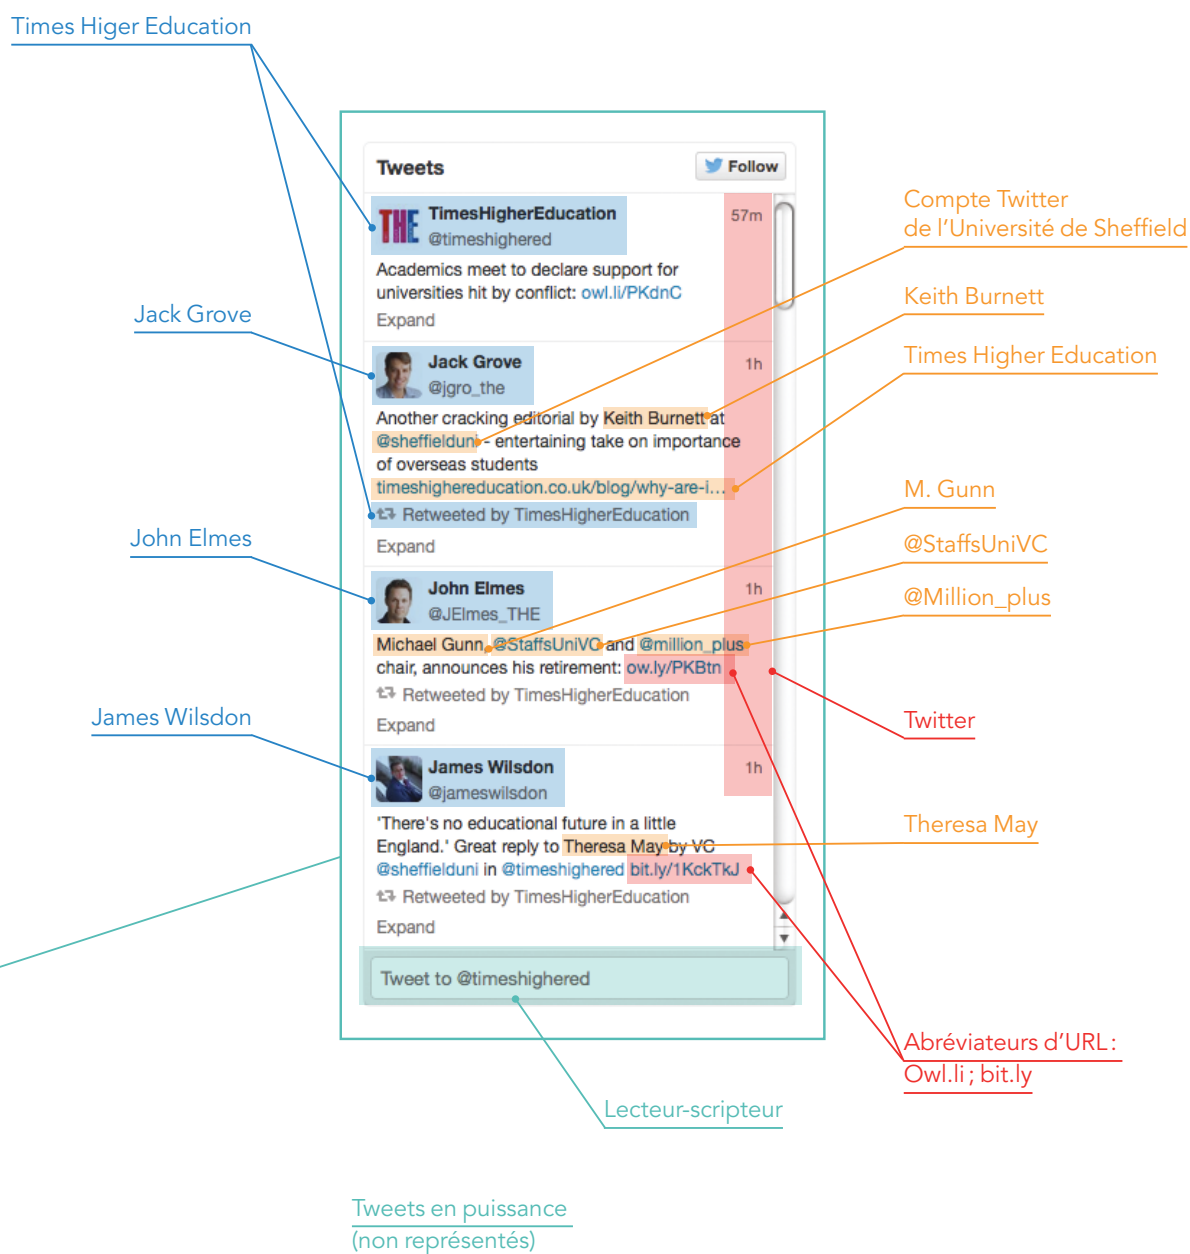 Times Higer Education
Tweets
Follow
THE
TimesHigherEducation
57m
@timeshighered
Academics meet to declare support for
universities hit by conflict: owl.li/PKdnC
Expand
Compte Twitter
de l'Université de Sheffield
Keith Burnett
Jack Grove
Times Higher Education
Jack Grove
1h
@jgro_the
Another cracking editorial by Keith Burnett at
@sheffielduni - entertaining take on importance
of overseas students
timeshighereducation.co.uk/blog/why-are-i...
Retweeted by TimesHigherEducation
Expand
M. Gunn
John Elmes
@StaffsUniVC
@Million_plus
John Elmes
1h
@JElmes_THE
Michael Gunn, @StaffsUniVC and @million_plus
chair, announces his retirement: ow.ly/PKBtn
Retweeted by TimesHigherEducation
Expand
James Wilsdon
Twitter
James Wilsdon
1h
@jameswilsdon
'There's no educational future in a little
England.' Great reply to Theresa May by VC
@sheffielduni in @timeshighered bit.ly/1KckTkJ
Retweeted by TimesHigherEducation
Expand
Theresa May
Tweet to @timeshighered
Abréviateurs d'URL :
Owl.li ; bit.ly
Lecteur-scripteur
Tweets en puissance
(non représentés)